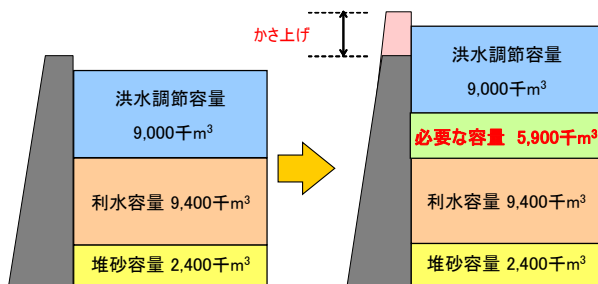 かさ上げ
洪水調節容量
9,000千m³
利水容量 9,400千m³
堆砂容量 2,400千m³
洪水調節容量
9,000千m³
必要な容量 5,900千m³
利水容量 9,400千m³
堆砂容量 2,400千m³